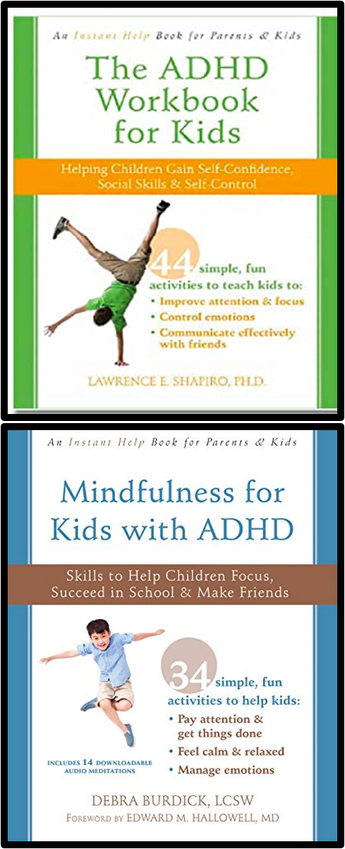 An Instant Help Book for Parents & Kids
The ADHD
Workbook
for Kids
Helping Children Gain Self-Confidence,
Social Skills & Self-Control
44 simple, fun
activities to teach kids to:
• Improve attention & focus
• Control emotions
• Communicate effectively
with friends
LAWRENCE E. SHAPIRO, PH.D.
An Instant Help Book for Parents & Kids
Mindfulness for
Kids with ADHD
Skills to Help Children Focus,
Succeed in School & Make Friends
34 simple, fun
activities to help kids:
• Pay attention &
get things done
• Feel calm & relaxed
• Manage emotions
INCLUDES 14 DOWNLOADABLE
AUDIO MEDITATIONS
DEBRA BURDICK, LCSW
FOREWORD BY EDWARD M. HALLOWELL, MD